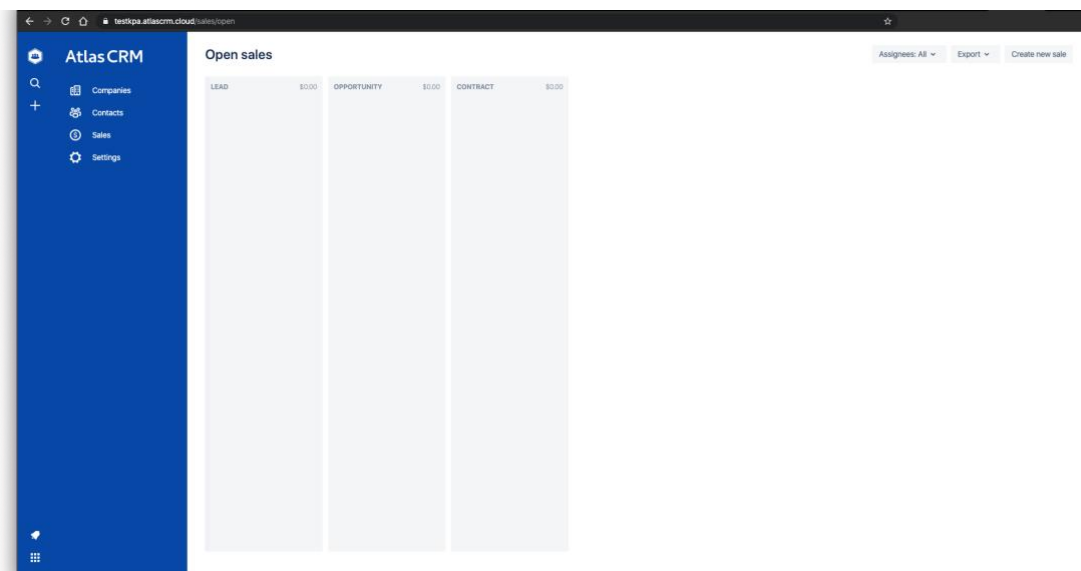 testkpa.atlascrm.cloud/sales/open
Atlas CRM
Companies
Contacts
Sales
Settings
Open sales
Assignees: All
Export
Create new sale
LEAD $0.00 OPPORTUNITY $0.00 CONTRACT $0.00